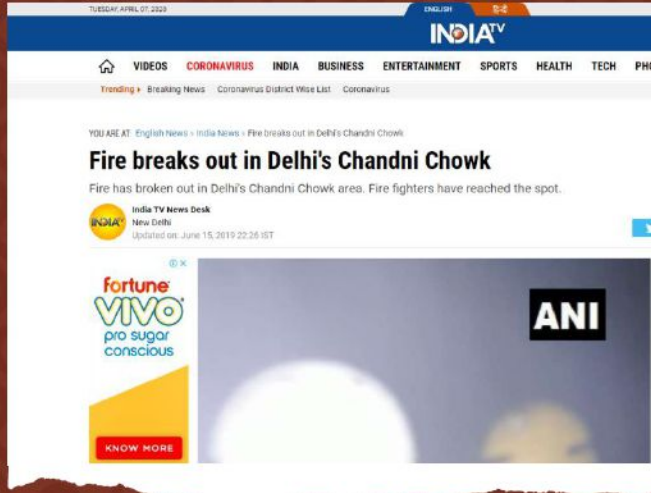 TUESDAY, APRIL 07, 2020
ENGLISH हिन्दी
INDIA TV
VIDEOS CORONAVIRUS INDIA BUSINESS ENTERTAINMENT SPORTS HEALTH TECH PHO
Trending Breaking News Coronavirus District Wise List Coronavirus
YOU ARE AT: English News › India News › Fire breaks out in Delhi's Chandni Chowk
Fire breaks out in Delhi's Chandni Chowk
Fire has broken out in Delhi's Chandni Chowk area. Fire fighters have reached the spot.
India TV News Desk
INDIA TV
New Delhi
Updated on: June 15, 2019 22:26 IST
fortune
VIVO
pro sugar
conscious
KNOW MORE
ANI